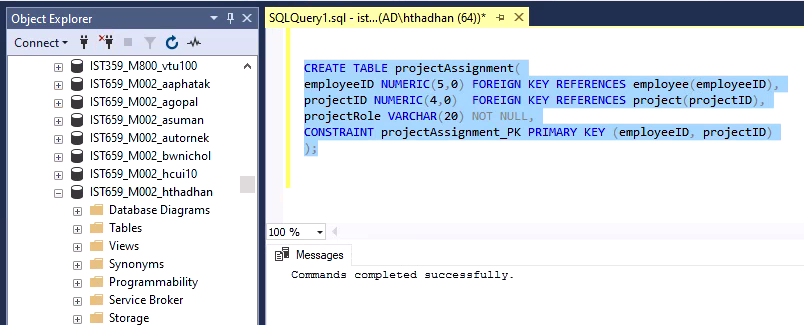 Object Explorer
Connect
IST359_M800_vtu100
IST659_M002_aaphatak
IST659_M002_agopal
IST659_M002_asuman
IST659_M002_autornek
IST659_M002_bwnichol
IST659_M002_hcui10
IST659_M002_hthadhan
Database Diagrams
Tables
Views
Synonyms
Programmability
Service Broker
Storage
SQLQuery1.sql - ist...(AD\hthadhan (64))*
CREATE TABLE projectAssignment(
employeeID NUMERIC(5,0) FOREIGN KEY REFERENCES employee(employeeID),
projectID NUMERIC(4,0)  FOREIGN KEY REFERENCES project(projectID),
projectRole VARCHAR(20) NOT NULL,
CONSTRAINT projectAssignment_PK PRIMARY KEY (employeeID, projectID)
);
100 %
Messages
Commands completed successfully.